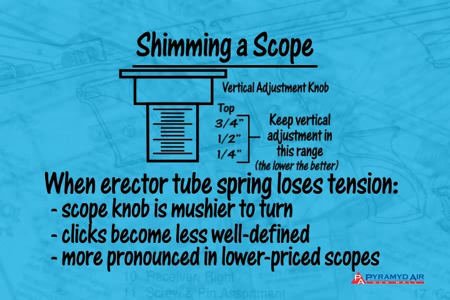 Shimming a Scope
Vertical Adjustment Knob
Top
3/4"
1/2"
1/4"
Keep vertical
adjustment in
this range
(the lower the better)
When erector tube spring loses tension:
- scope knob is mushier to turn
- clicks become less well-defined
- more pronounced in lower-priced scopes
PYRAMYD AIR